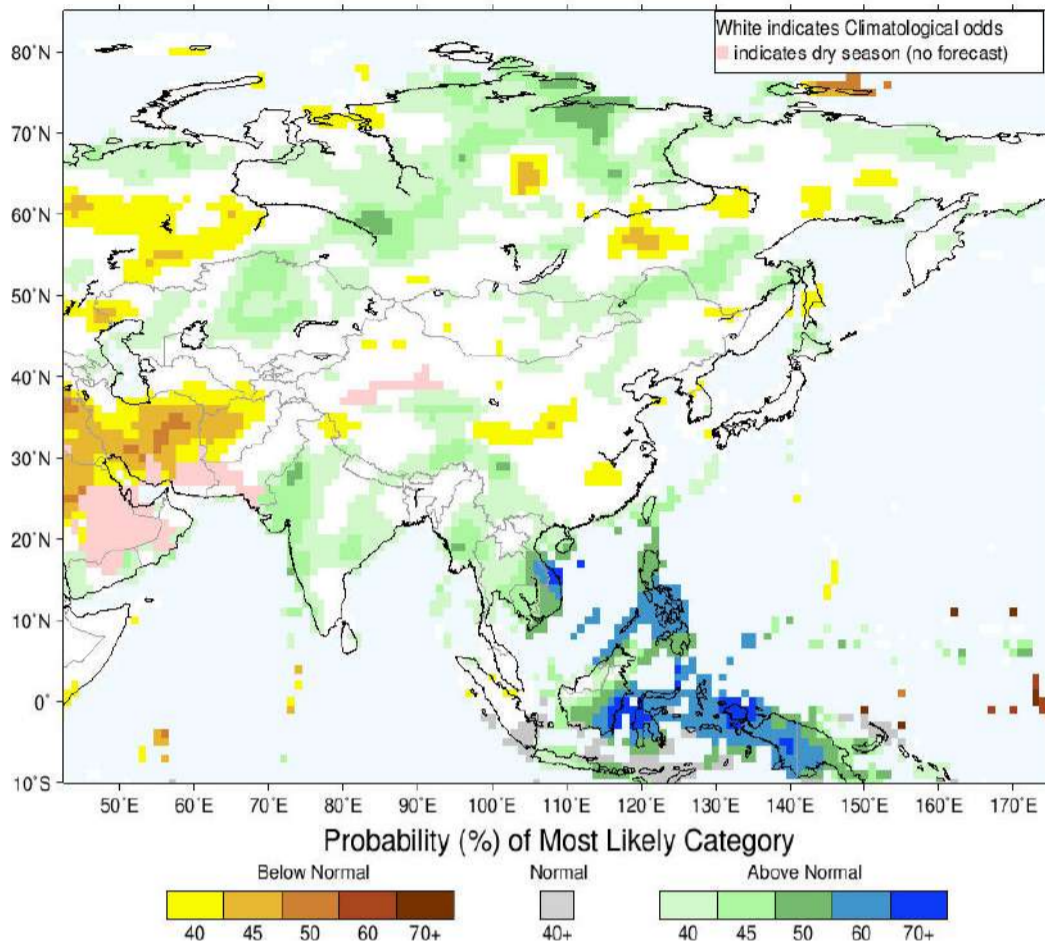 White indicates Climatological odds
indicates dry season (no forecast)
80°N
70°N
60°N
50°N
40°N
30°N
20°N
10°N
0°
10°S
50°E 60°E 70°E 80°E 90°E 100°E 110°E 120°E 130°E 140°E 150°E 160°E 170°E
Probability (%) of Most Likely Category
Below Normal Normal Above Normal
40 45 50 60 70+ 40+ 40 45 50 60 70+